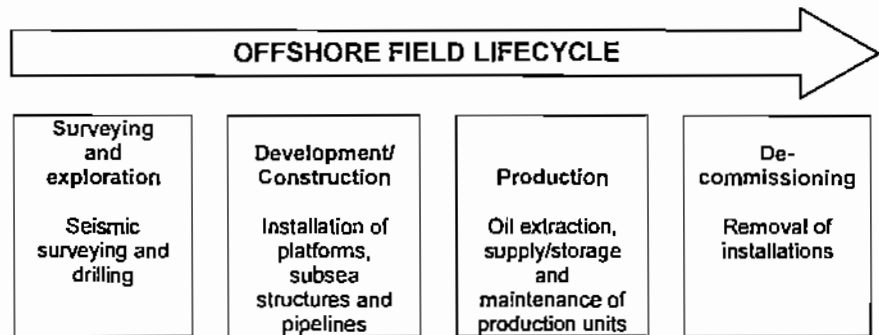 OFFSHORE FIELD LIFECYCLE
Surveying
and
exploration
Seismic
surveying and
drilling
Development/
Construction
Installation of
platforms,
subsea
structures and
pipelines
Production
Oil extraction,
supply/storage
and
maintenance of
production units
De-
commissioning
Removal of
installations